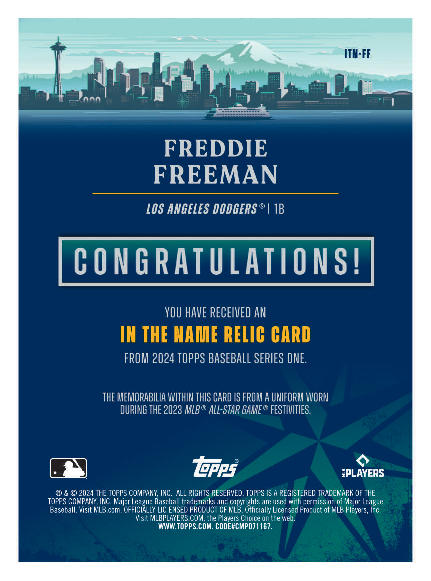 ITN-FF
FREDDIE
FREEMAN
LOS ANGELES DODGERS® | 1B
CONGRATULATIONS!
YOU HAVE RECEIVED AN
IN THE NAME RELIC CARD
FROM 2024 TOPPS BASEBALL SERIES ONE.
THE MEMORABILIA WITHIN THIS CARD IS FROM A UNIFORM WORN
DURING THE 2023 MLB® ALL-STAR GAME® FESTIVITIES.
Topps®
MLB PLAYERS
® & © 2024 THE TOPPS COMPANY, INC. ALL RIGHTS RESERVED. TOPPS IS A REGISTERED TRADEMARK OF THE
TOPPS COMPANY, INC. Major League Baseball trademarks and copyrights are used with permission of Major League
Baseball. Visit MLB.com. OFFICIALLY LICENSED PRODUCT OF MLB Players, Inc.
Visit MLBPLAYERS.COM, the Players Choice on the web.
WWW.TOPPS.COM. CODE#CMP071167.